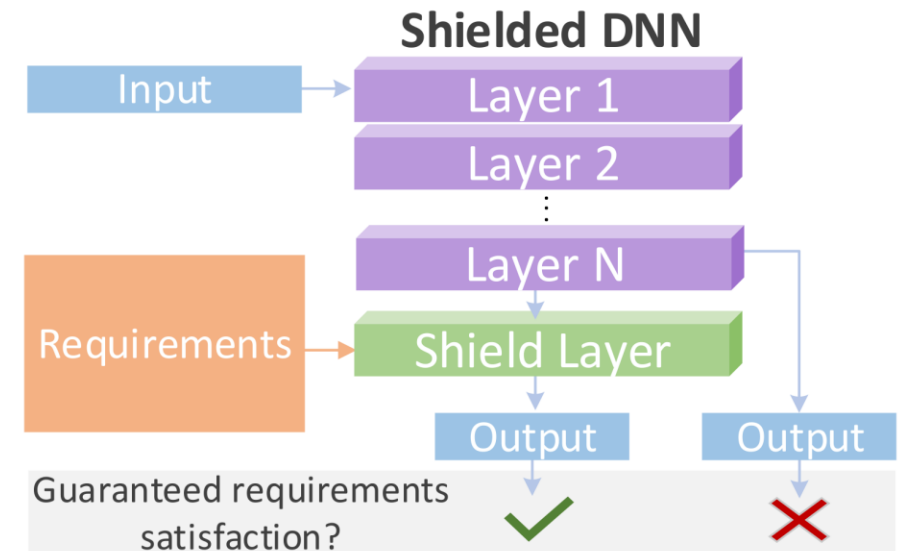 Shielded DNN
Input
Layer 1
Layer 2
Layer N
Requirements
Shield Layer
Output
Output
Guaranteed requirements
satisfaction?